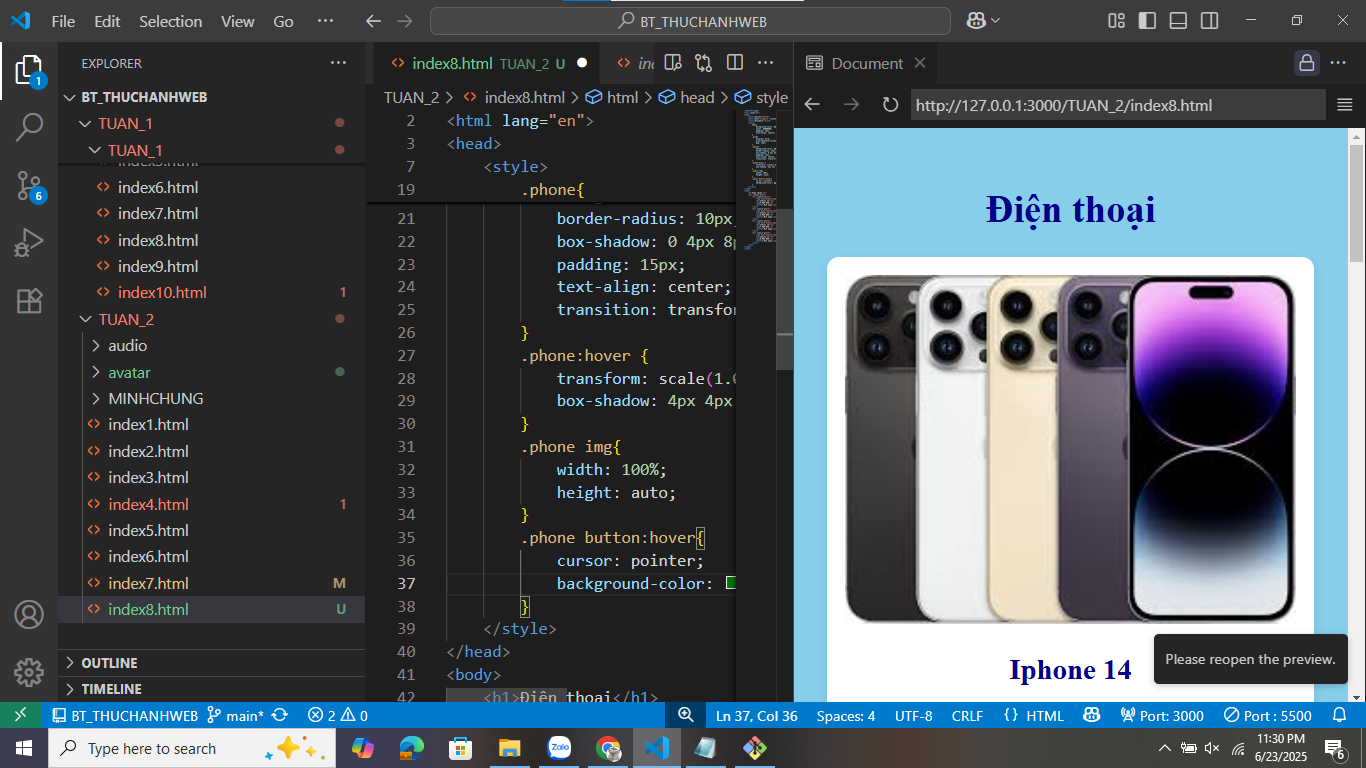 File Edit Selection View Go ··· BT_THUCHANHWEB
EXPLORER
BT_THUCHANHWEB
TUAN_1
TUAN_1
index6.html
index7.html
index8.html
index9.html
index10.html 1
TUAN_2
audio
avatar
MINHCHUNG
index1.html
index2.html
index3.html
index4.html 1
index5.html
index6.html
index7.html M
index8.html U
OUTLINE
TIMELINE
1
6
index8.html TUAN_2 U
TUAN_2 > index8.html > html > head > style
2 <html lang="en">
3 <head>
7 <style>
19 .phone{
21 border-radius: 10px
22 box-shadow: 0 4px 8p
23 padding: 15px;
24 text-align: center;
25 transition: transfor
26 }
27 .phone:hover {
28 transform: scale(1.0
29 box-shadow: 4px 4px
30 }
31 .phone img{
32 width: 100%;
33 height: auto;
34 }
35 .phone button:hover{
36 cursor: pointer;
37 background-color:
38 }
39 </style>
40 </head>
41 <body>
42 <h1>Điện thoại</h1>
Document
http://127.0.0.1:3000/TUAN_2/index8.html
Điện thoại
Iphone 14
Please reopen the preview.
BT_THUCHANHWEB main* 2 0 Ln 37, Col 36 Spaces: 4 UTF-8 CRLF {} HTML Port: 3000 Port : 5500
Type here to search
Zalo
11:30 PM
6/23/2025
6